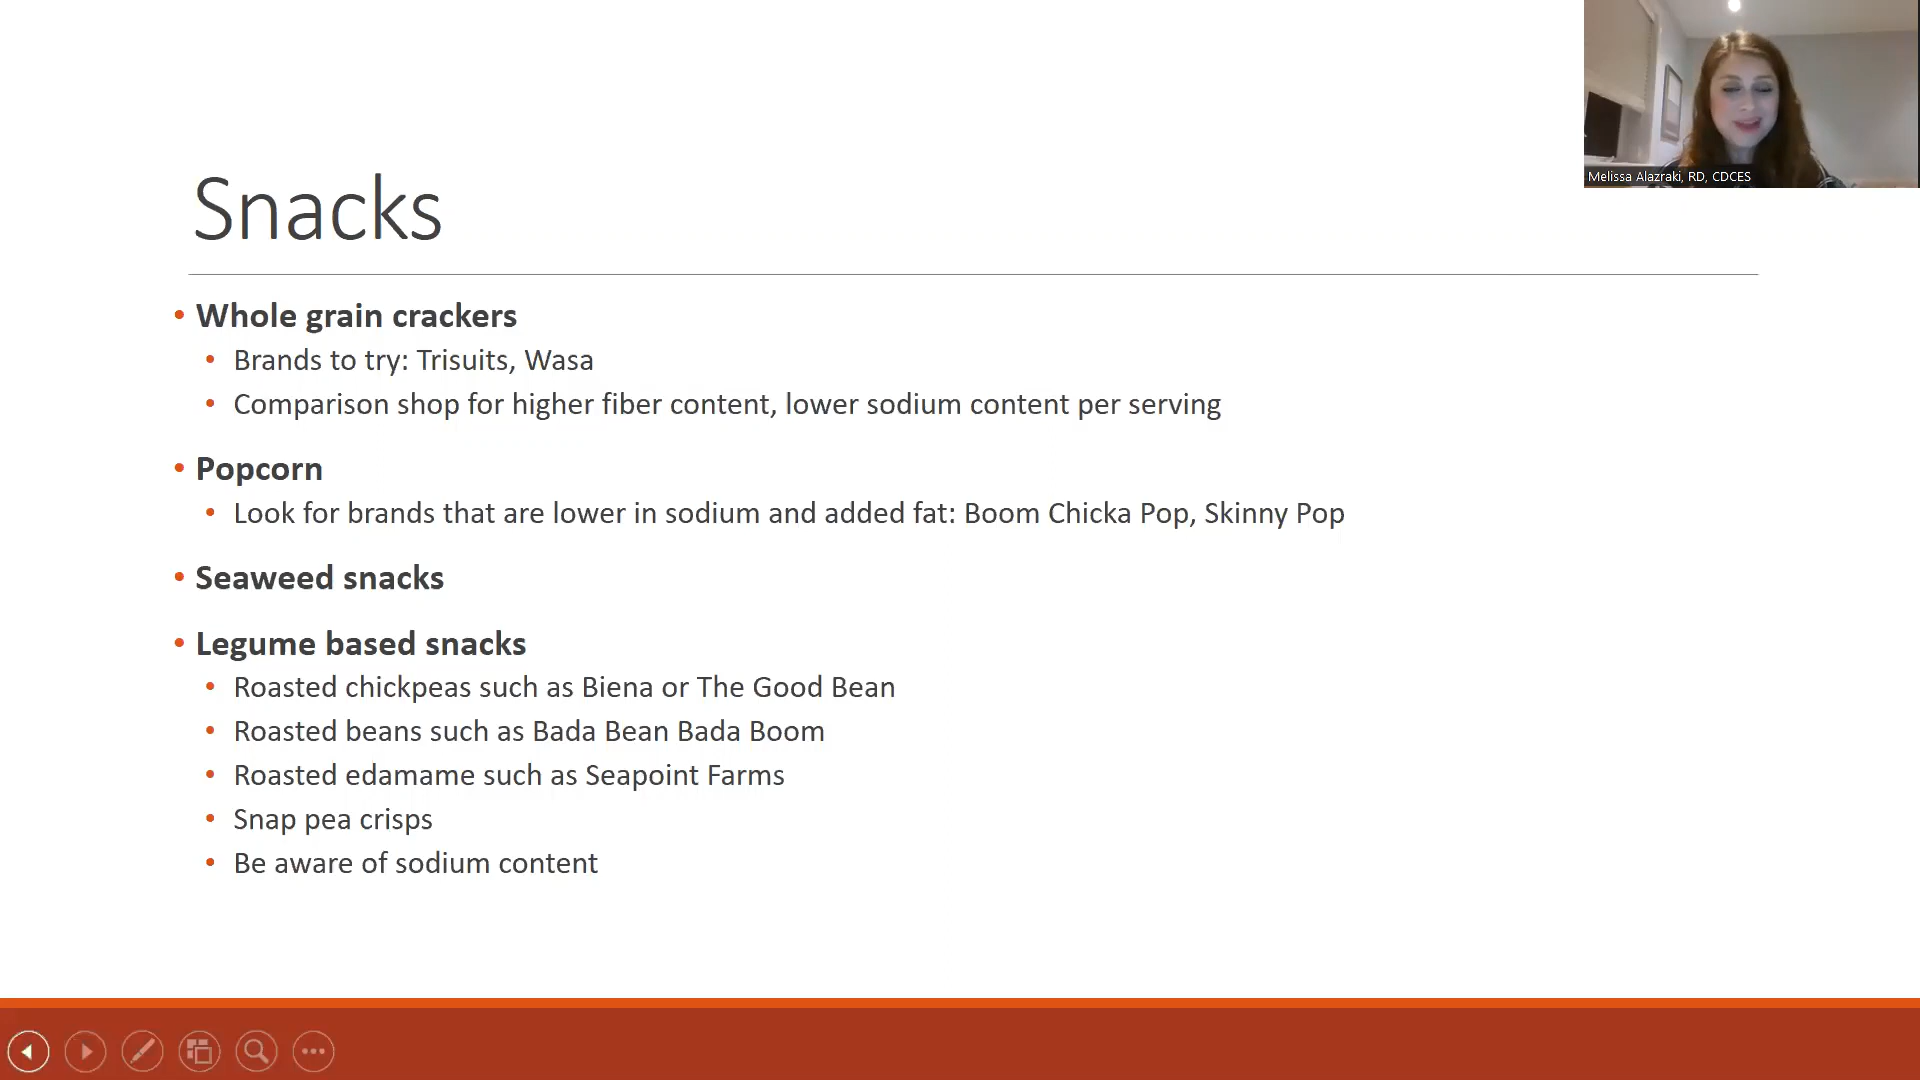 Melissa Alazraki, RD, CDCES
Snacks
• Whole grain crackers
• Brands to try: Trisuits, Wasa
• Comparison shop for higher fiber content, lower sodium content per serving
• Popcorn
• Look for brands that are lower in sodium and added fat: Boom Chicka Pop, Skinny Pop
• Seaweed snacks
• Legume based snacks
• Roasted chickpeas such as Biena or The Good Bean
• Roasted beans such as Bada Bean Bada Boom
• Roasted edamame such as Seapoint Farms
• Snap pea crisps
• Be aware of sodium content